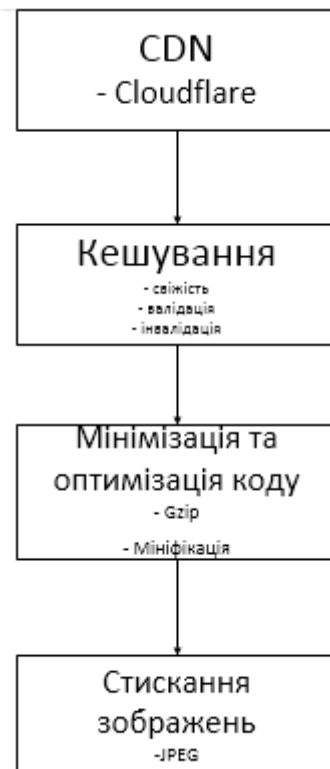 CDN
- Cloudflare
Кешування
- свіжість
- валідація
- інвалідація
Мінімізація та
оптимізація коду
- Gzip
- Мініфікація
Стискання
зображень
-JPEG